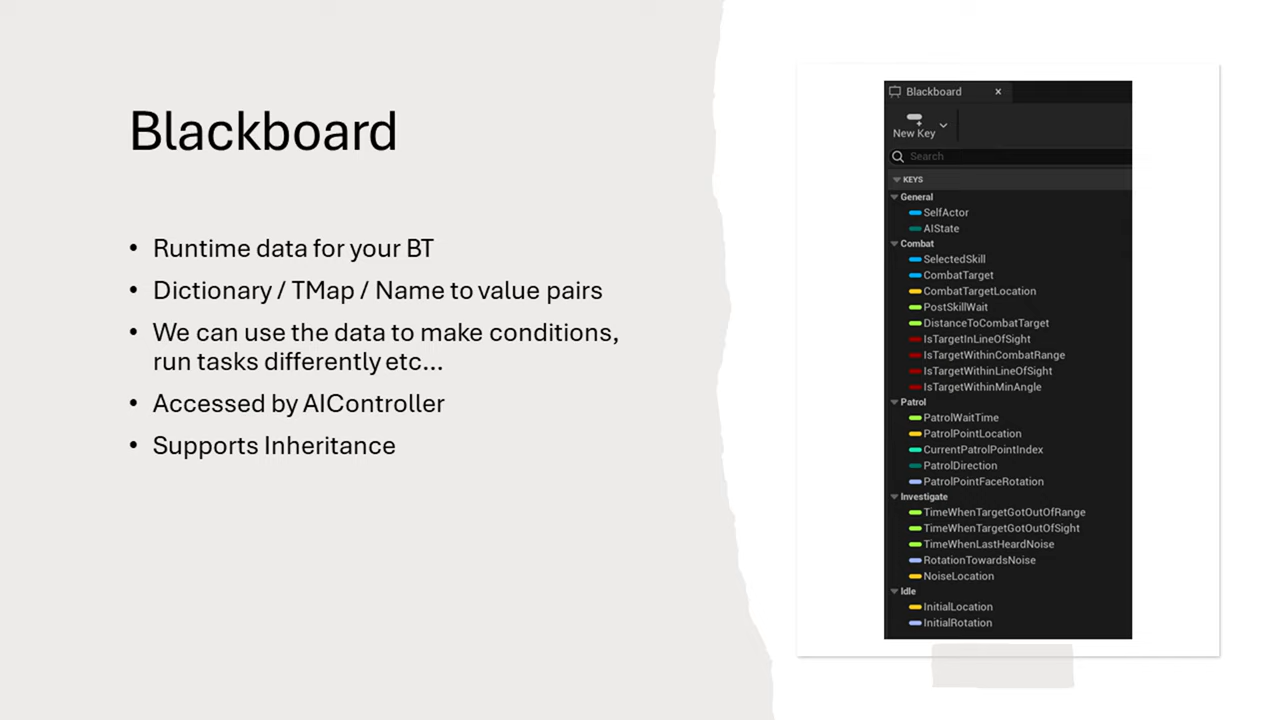 Blackboard
• Runtime data for your BT
• Dictionary / TMap / Name to value pairs
• We can use the data to make conditions,
run tasks differently etc...
• Accessed by AIController
• Supports Inheritance
Blackboard
New Key
Search
KEYS
General
SelfActor
AIState
Combat
SelectedSkill
CombatTarget
CombatTargetLocation
PostSkillWait
DistanceToCombatTarget
IsTargetInLineOfSight
IsTargetWithinCombatRange
IsTargetWithinLineOfSight
IsTargetWithinMinAngle
Patrol
PatrolWaitTime
PatrolPointLocation
CurrentPatrolPointIndex
PatrolDirection
PatrolPointFaceRotation
Investigate
TimeWhenTargetGotOutOfRange
TimeWhenTargetGotOutOfSight
TimeWhenLastHeardNoise
RotationTowardsNoise
NoiseLocation
Idle
InitialLocation
InitialRotation